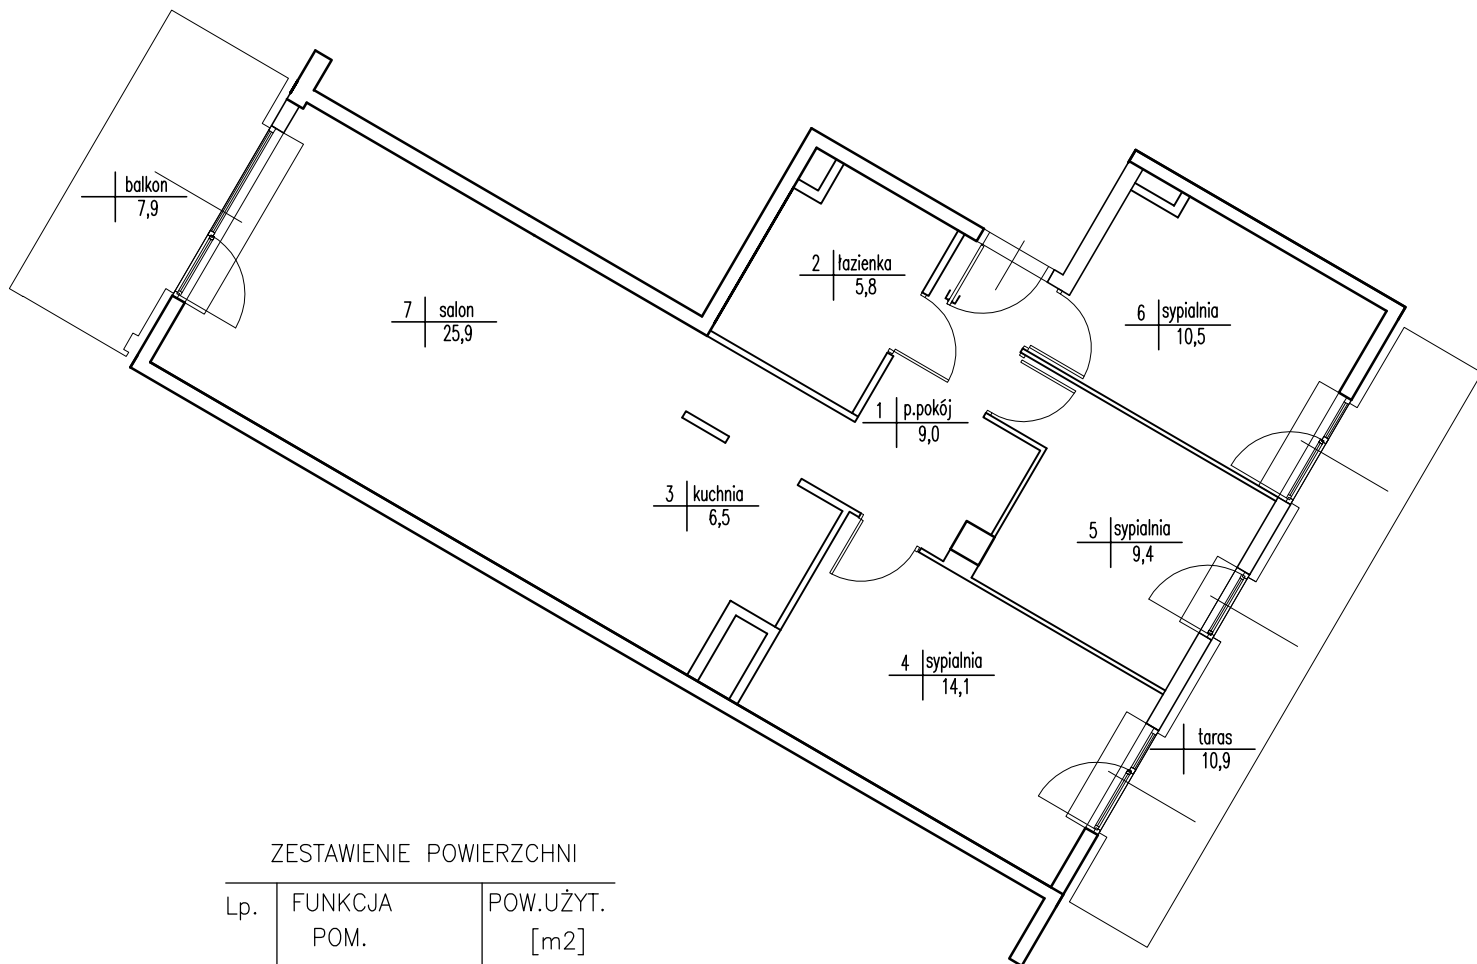 balkon
7,9
2 łazienka
5,8
7 salon
25,9
6 sypialnia
10,5
1 p.pokój
9,0
3 kuchnia
6,5
5 sypialnia
9,4
4 sypialnia
14,1
taras
10,9
ZESTAWIENIE POWIERZCHNI
Lp. FUNKCJA POW.UŻYT.
POM. [m2]